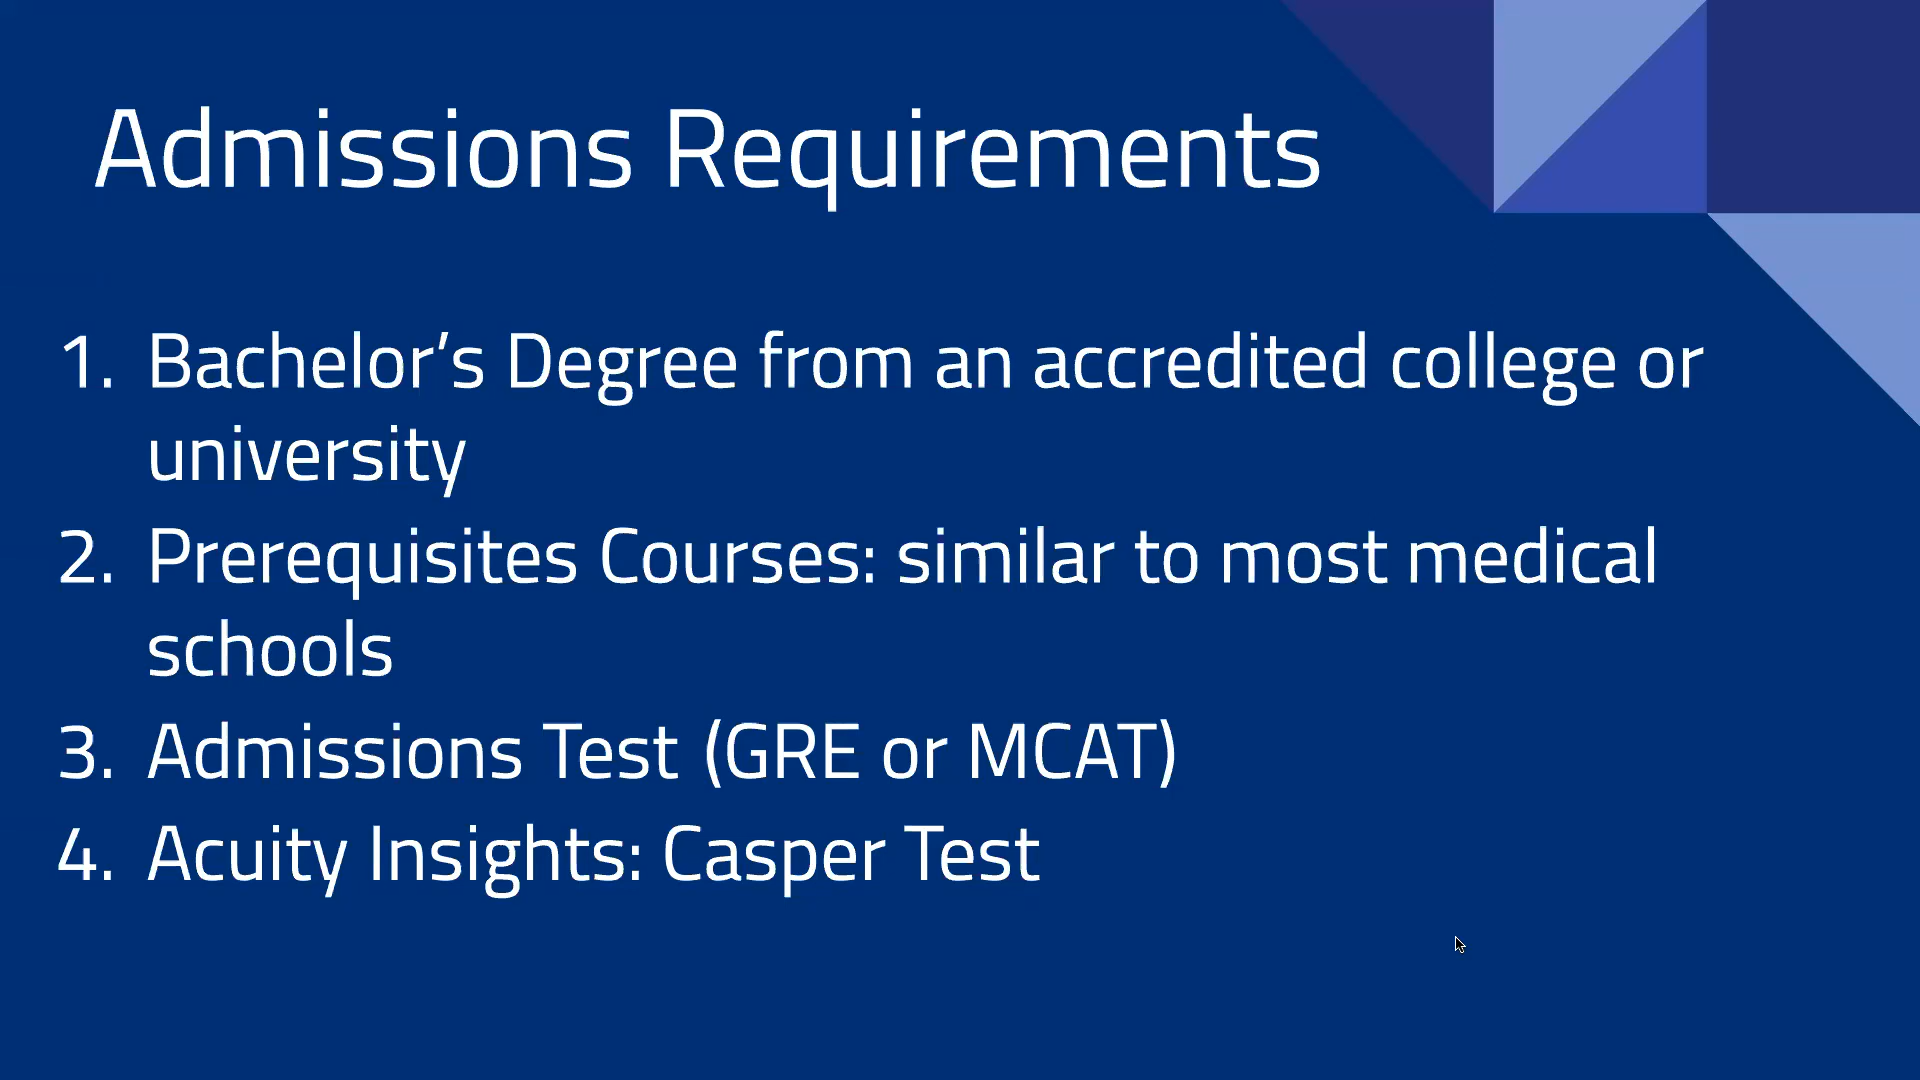 Admissions Requirements
1. Bachelor’s Degree from an accredited college or
university
2. Prerequisites Courses: similar to most medical
schools
3. Admissions Test (GRE or MCAT)
4. Acuity Insights: Casper Test